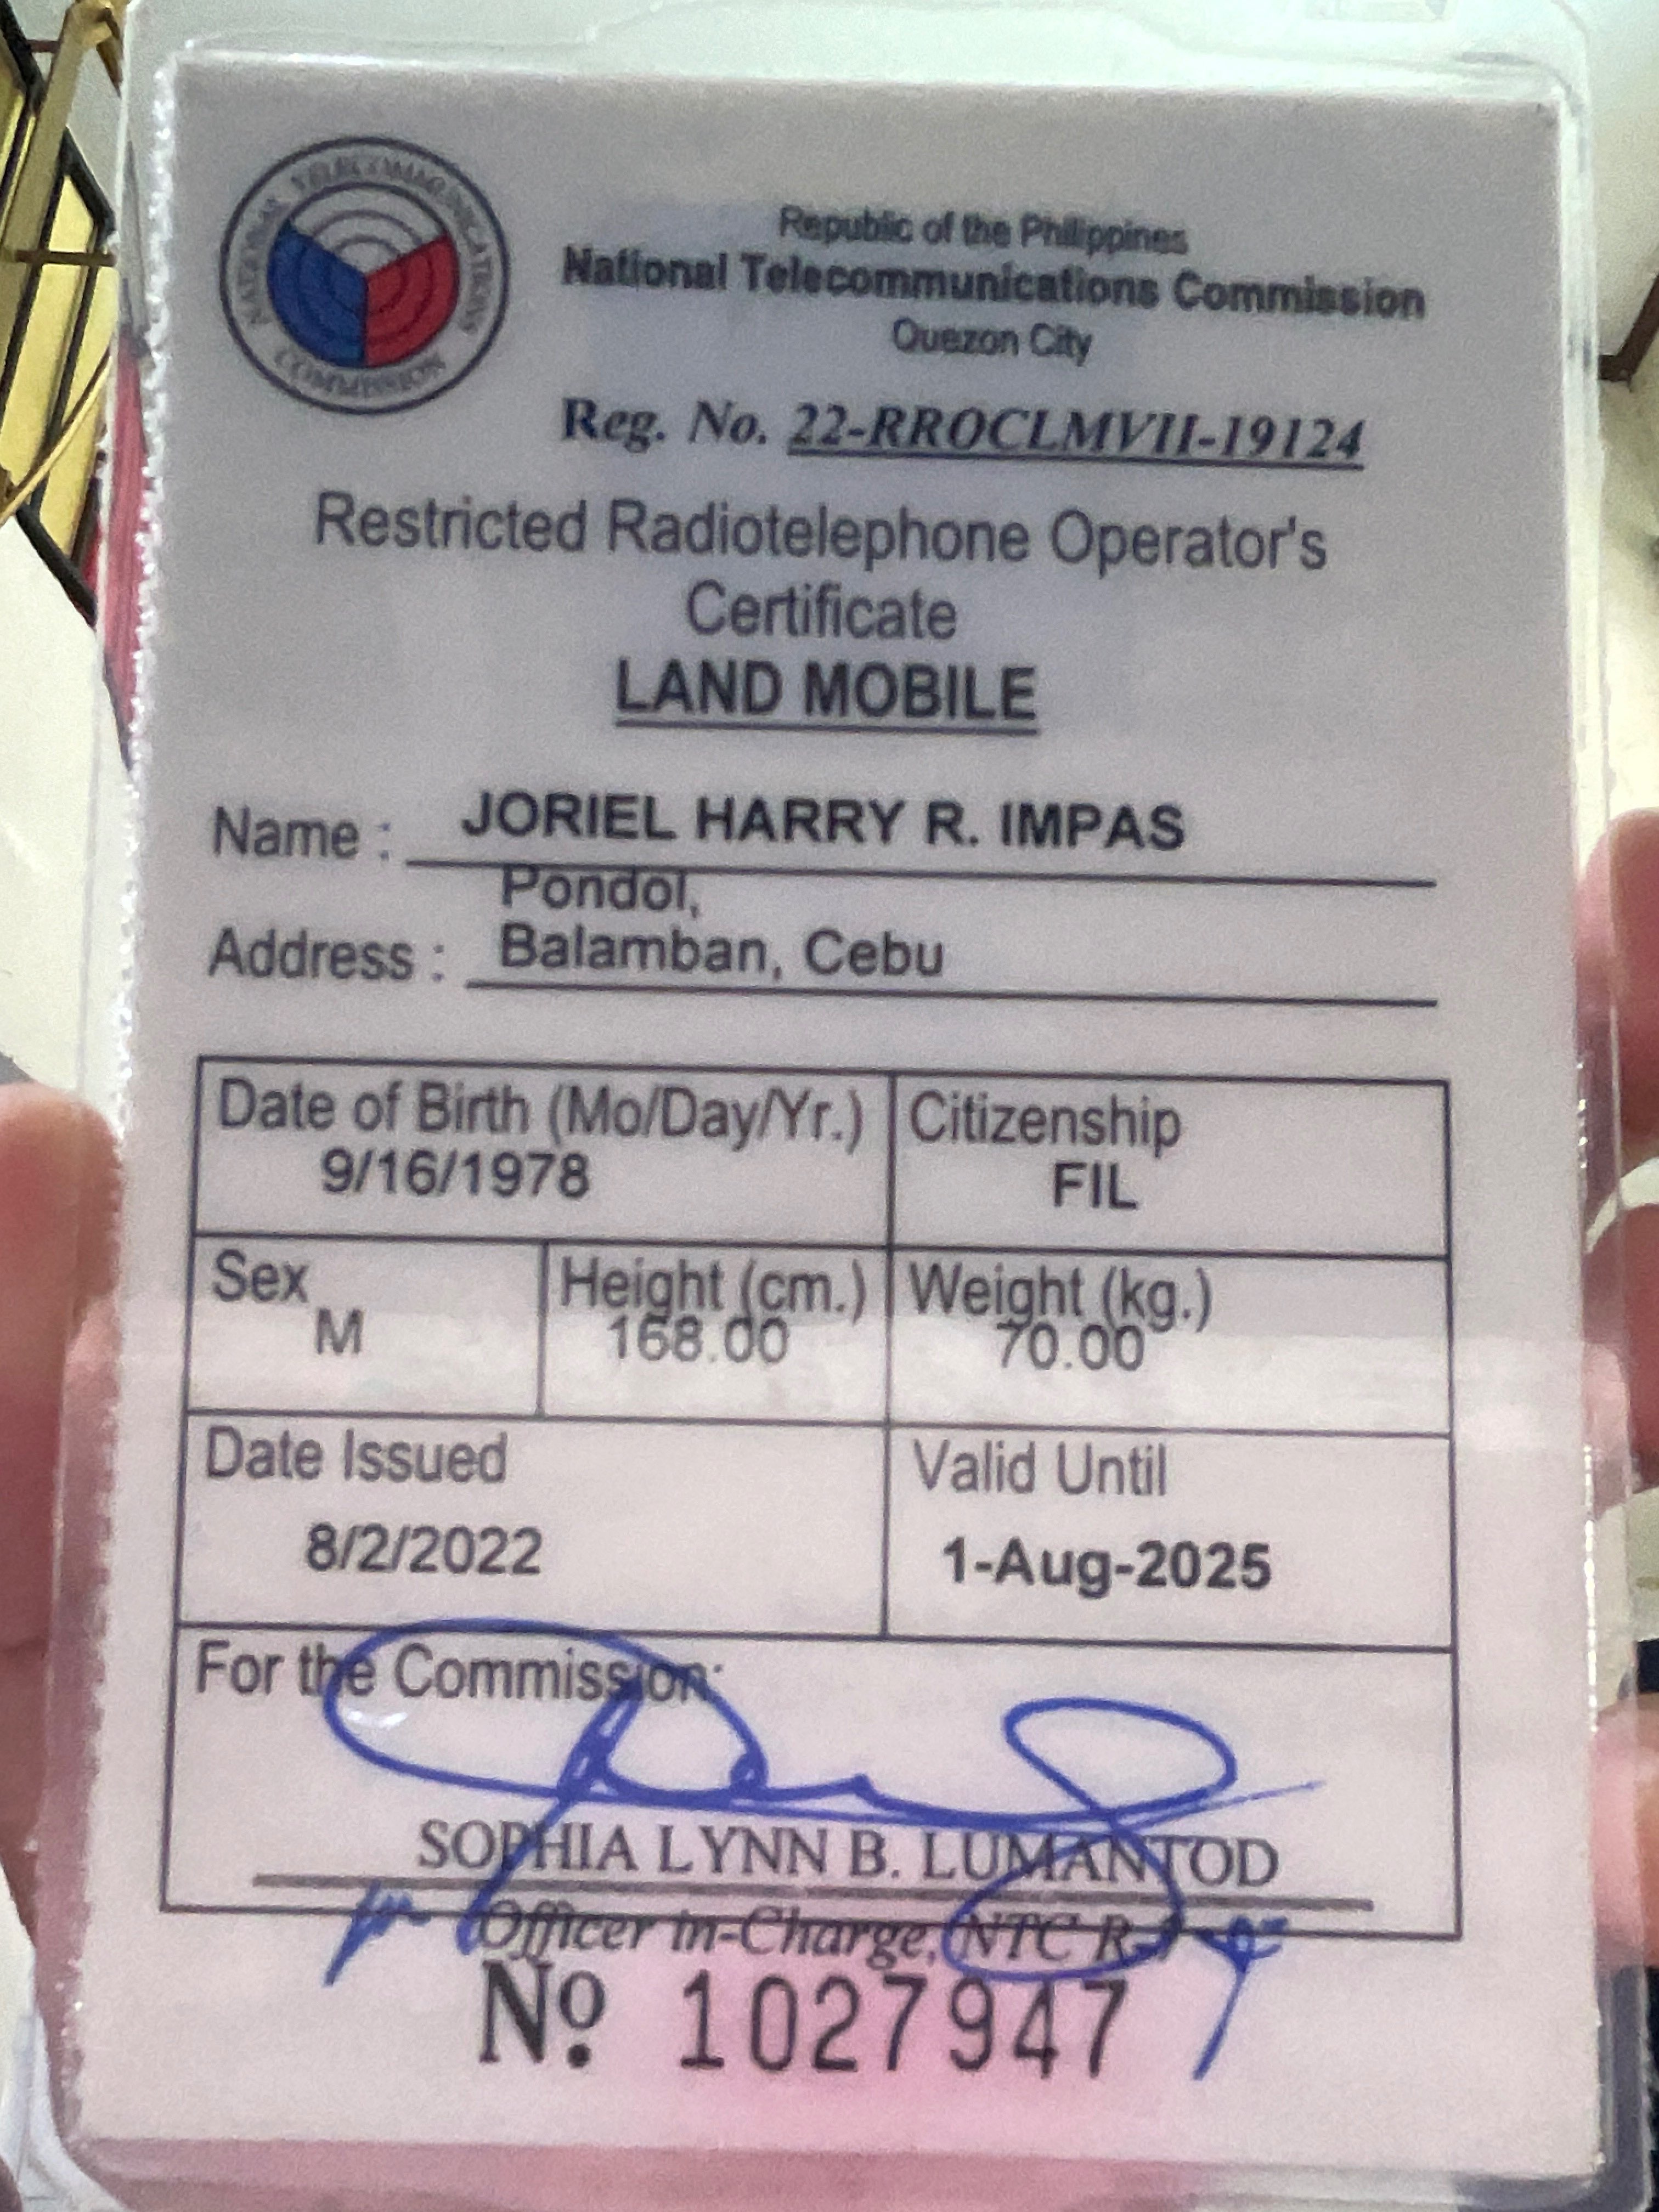 NATIONAL TELECOMMUNICATIONS COMMISSION
Republic of the Philippines
National Telecommunications Commission
Quezon City
Reg. No. 22-RROCLMVII-19124
Restricted Radiotelephone Operator's
Certificate
LAND MOBILE
Name : JORIEL HARRY R. IMPAS
Pondol,
Address : Balamban, Cebu
Date of Birth (Mo/Day/Yr.) Citizenship
9/16/1978 FIL
Sex Height (cm.) Weight (kg.)
M 168.00 70.00
Date Issued Valid Until
8/2/2022 1-Aug-2025
For the Commission:
SOPHIA LYNN B. LUMANTOD
Officer in-Charge, NTC
Nº 1027947